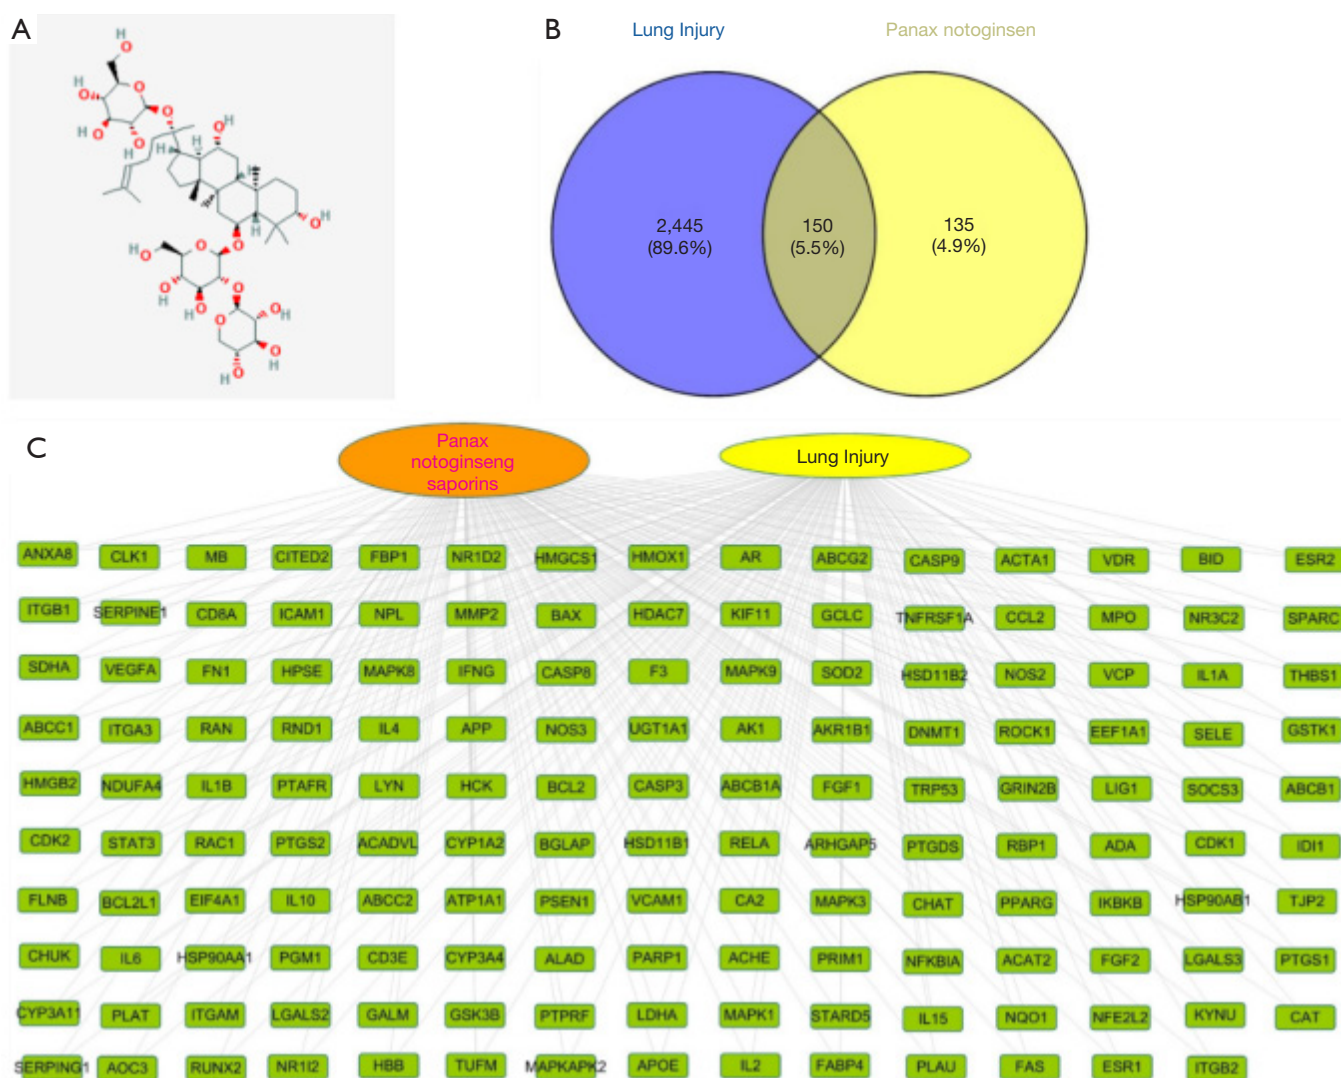 A
B
Lung Injury
Panax notoginsen
2,445
(89.6%)
150
(5.5%)
135
(4.9%)
H
O
H
O
O
H
O
H
O
O
O
H
O
H
H
H
H
O
H
H
O
H
O
O
H
O
O
H
O
H
O
O
H
O
O
H
O
H
C
Panax
notoginseng
saporins
Lung Injury
ANXA8 CLK1 MB CITED2 FBP1 NR1D2 HMGCS1 HMOX1 AR ABCG2 CASP9 ACTA1 VDR BID ESR2
ITGB1 SERPINE1 CD8A ICAM1 NPL MMP2 BAX HDAC7 KIF11 GCLC TNFRSF1A CCL2 MPO NR3C2 SPARC
SDHA VEGFA FN1 HPSE MAPK8 IFNG CASP8 F3 MAPK9 SOD2 HSD11B2 NOS2 VCP IL1A THBS1
ABCC1 ITGA3 RAN RND1 IL4 APP NOS3 UGT1A1 AK1 AKR1B1 DNMT1 ROCK1 EEF1A1 SELE GSTK1
HMGB2 NDUFA4 IL1B PTAFR LYN HCK BCL2 CASP3 ABCB1A FGF1 TRP53 GRIN2B LIG1 SOCS3 ABCB1
CDK2 STAT3 RAC1 PTGS2 ACADVL CYP1A2 BGLAP HSD11B1 RELA ARHGAP5 PTGDS RBP1 ADA CDK1 IDI1
FLNB BCL2L1 EIF4A1 IL10 ABCC2 ATP1A1 PSEN1 VCAM1 CA2 MAPK3 CHAT PPARG IKBKB HSP90AB1 TJP2
CHUK IL6 HSP90AA1 PGM1 CD3E CYP3A4 ALAD PARP1 ACHE PRIM1 NFKBIA ACAT2 FGF2 LGALS3 PTGS1
CYP3A11 PLAT ITGAM LGALS2 GALM GSK3B PTPRF LDHA MAPK1 STARD5 IL15 NQO1 NFE2L2 KYNU CAT
SERPING1 AOC3 RUNX2 NR1I2 HBB TUFM MAPKAPK2 APOE IL2 FABP4 PLAU FAS ESR1 ITGB2